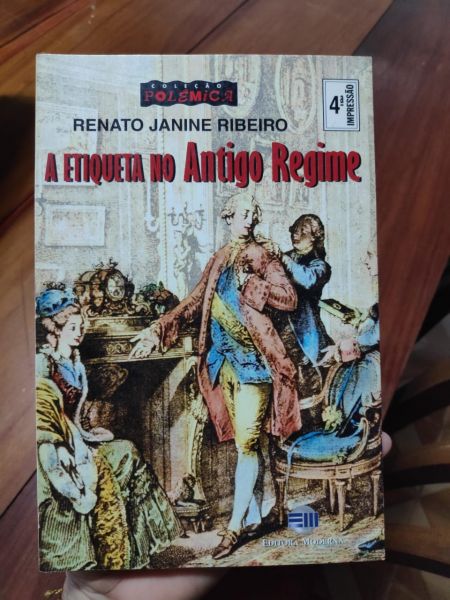 COLEÇÃO
POLÊMICA
4ª IMPRESSÃO
RENATO JANINE RIBEIRO
A ETIQUETA NO Antigo Regime
EDITORA MODERNA